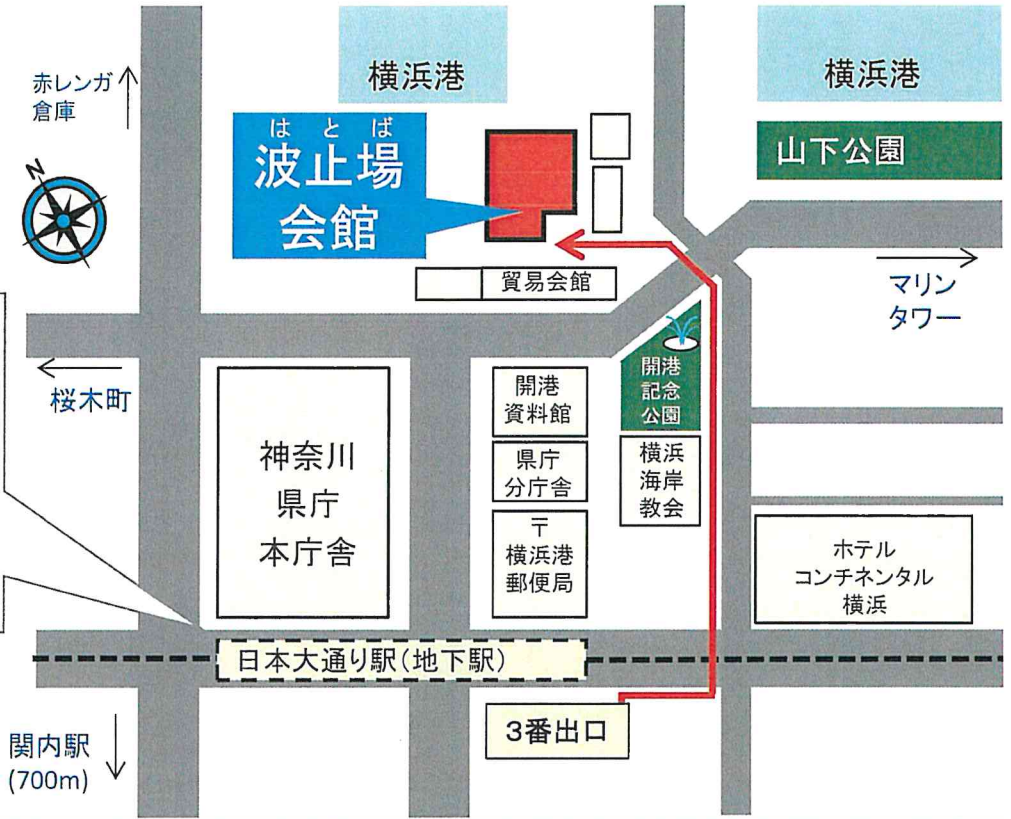 赤レンガ
倉庫
横浜港
横浜港
はとば
波止場
会館
山下公園
N
貿易会館
マリン
タワー
桜木町
神奈川
県庁
本庁舎
開港
資料館
開港
記念
公園
県庁
分庁舎
横浜
海岸
教会
〒
横浜港
郵便局
ホテル
コンチネンタル
横浜
日本大通り駅(地下駅)
3番出口
関内駅
(700m)